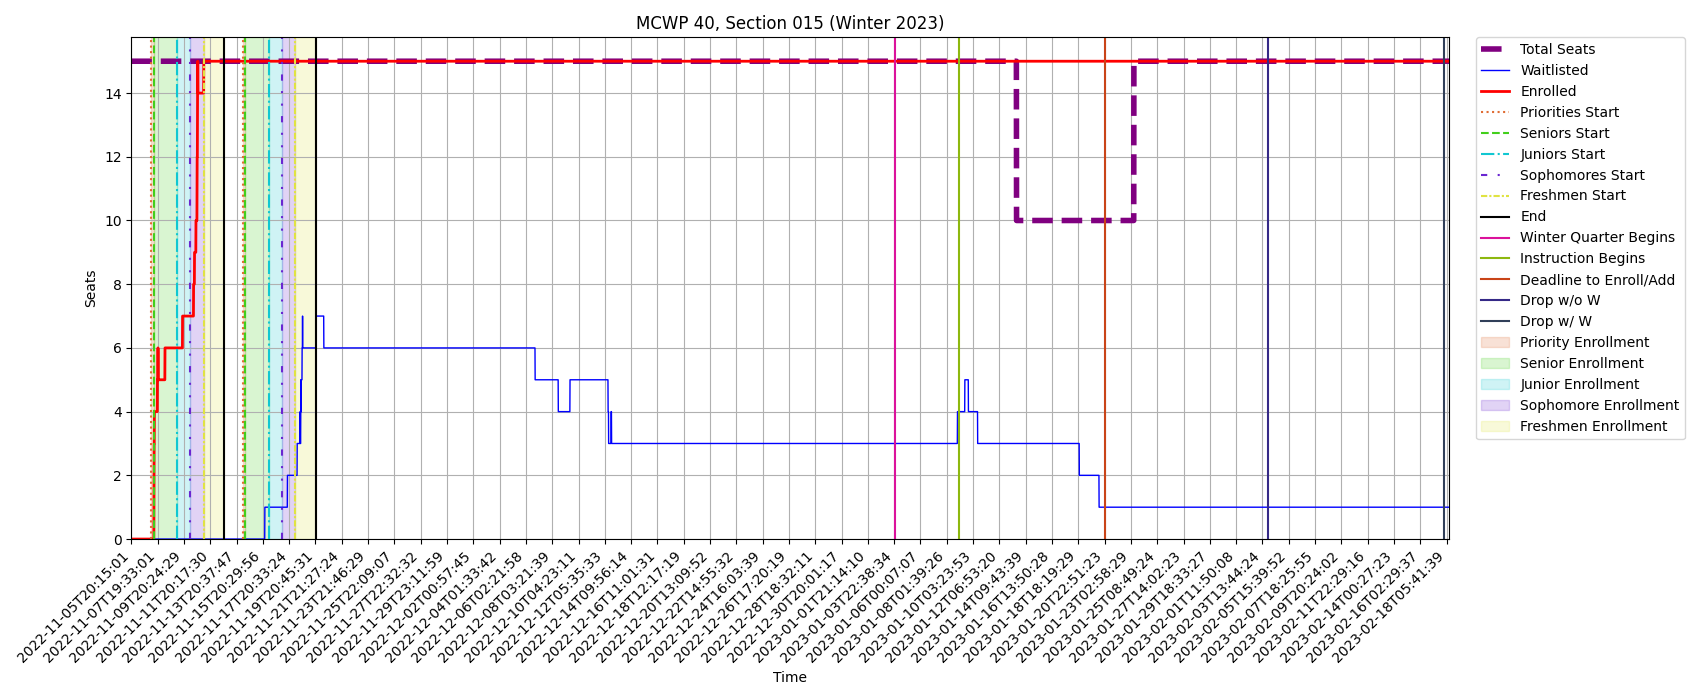 MCWP 40, Section 015 (Winter 2023)
Seats
14
12
10
8
6
4
2
0
2022-11-05T20:15:01
2022-11-07T19:33:01
2022-11-09T20:24:29
2022-11-11T20:17:30
2022-11-13T20:37:47
2022-11-15T20:29:56
2022-11-17T20:33:24
2022-11-19T20:45:31
2022-11-21T21:27:24
2022-11-23T21:46:29
2022-11-25T22:09:07
2022-11-27T22:32:32
2022-11-29T23:11:59
2022-12-02T00:57:45
2022-12-04T01:33:42
2022-12-06T02:21:58
2022-12-08T03:21:39
2022-12-10T04:23:11
2022-12-12T05:35:33
2022-12-14T09:56:14
2022-12-16T11:01:31
2022-12-18T12:17:19
2022-12-20T13:09:52
2022-12-22T14:55:32
2022-12-24T16:03:39
2022-12-26T17:20:19
2022-12-28T18:32:11
2022-12-30T20:01:17
2023-01-01T21:14:10
2023-01-03T22:38:34
2023-01-06T00:07:07
2023-01-08T01:39:26
2023-01-10T03:23:53
2023-01-12T06:53:20
2023-01-14T09:43:39
2023-01-16T13:50:28
2023-01-18T18:19:29
2023-01-20T22:51:23
2023-01-23T02:58:29
2023-01-25T08:49:24
2023-01-27T14:02:23
2023-01-29T18:33:27
2023-02-01T11:50:08
2023-02-03T13:44:24
2023-02-05T15:39:52
2023-02-07T18:25:55
2023-02-09T20:24:02
2023-02-11T22:29:16
2023-02-14T00:27:23
2023-02-16T02:29:37
2023-02-18T05:41:39
Time
Total Seats
Waitlisted
Enrolled
Priorities Start
Seniors Start
Juniors Start
Sophomores Start
Freshmen Start
End
Winter Quarter Begins
Instruction Begins
Deadline to Enroll/Add
Drop w/o W
Drop w/ W
Priority Enrollment
Senior Enrollment
Junior Enrollment
Sophomore Enrollment
Freshmen Enrollment